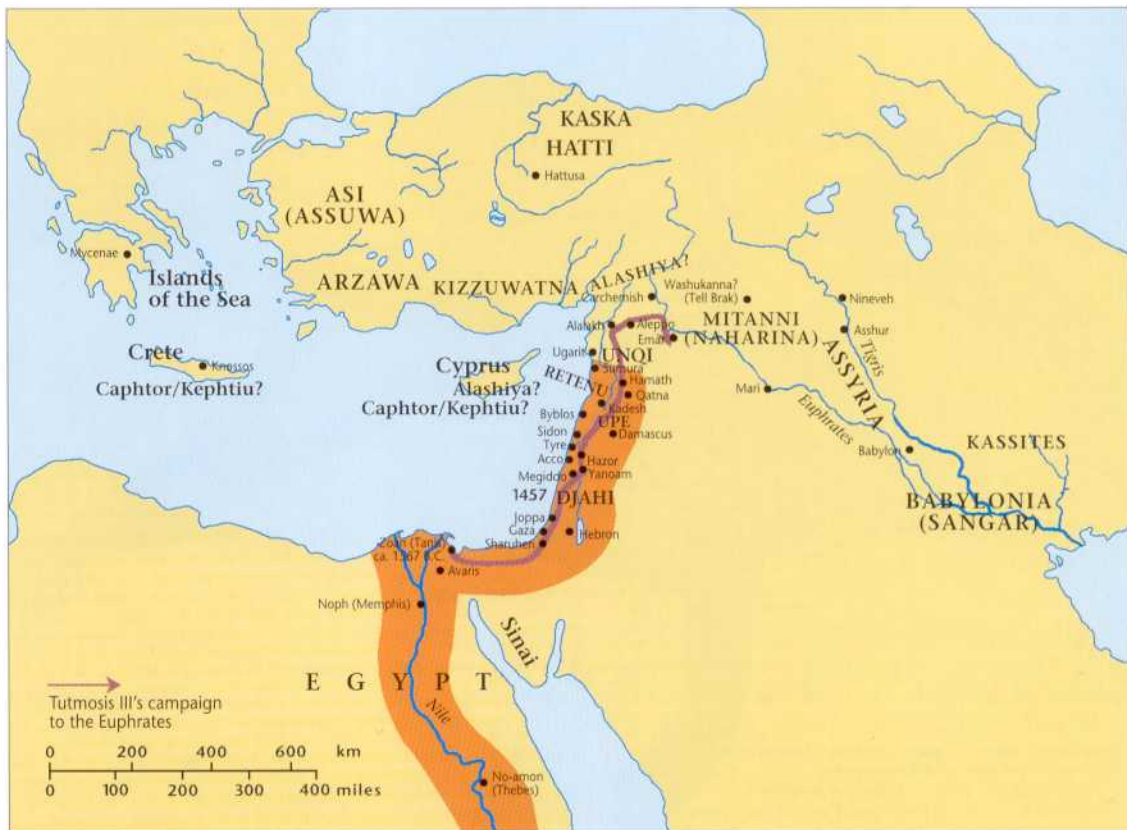 KASKA
HATTI
Hattusa
ASI
(ASSUWA)
Mycenae
Islands
of the Sea
ARZAWA
KIZZUWATNA
ALASHIYA?
Carchemish
Washukanna?
(Tell Brak)
Nineveh
Alalakh
Aleppo
Emar
MITANNI
(NAHARINA)
Asshur
Tigris
ASSYRIA
Crete
Knossos
Caphtor/Kephtiu?
Cyprus
Alashiya?
Caphtor/Kephtiu?
Ugarit
UNQI
Sumura
RETENU
Hamath
Qatna
Kadesh
Mari
Euphrates
Byblos
UPE
Sidon
Damascus
Tyre
Acco
Hazor
Megiddo
Yanoam
Babylon
KASSITES
1457
DJAHI
BABYLONIA
(SANGAR)
Joppa
Gaza
Hebron
Sharuhen
Zoan (Tanis)
ca. 1567 B.C.
Avaris
Noph (Memphis)
Sinai
EGYPT
Nile
Tutmosis III's campaign
to the Euphrates
0 200 400 600 km
0 100 200 300 400 miles
No-amon
(Thebes)